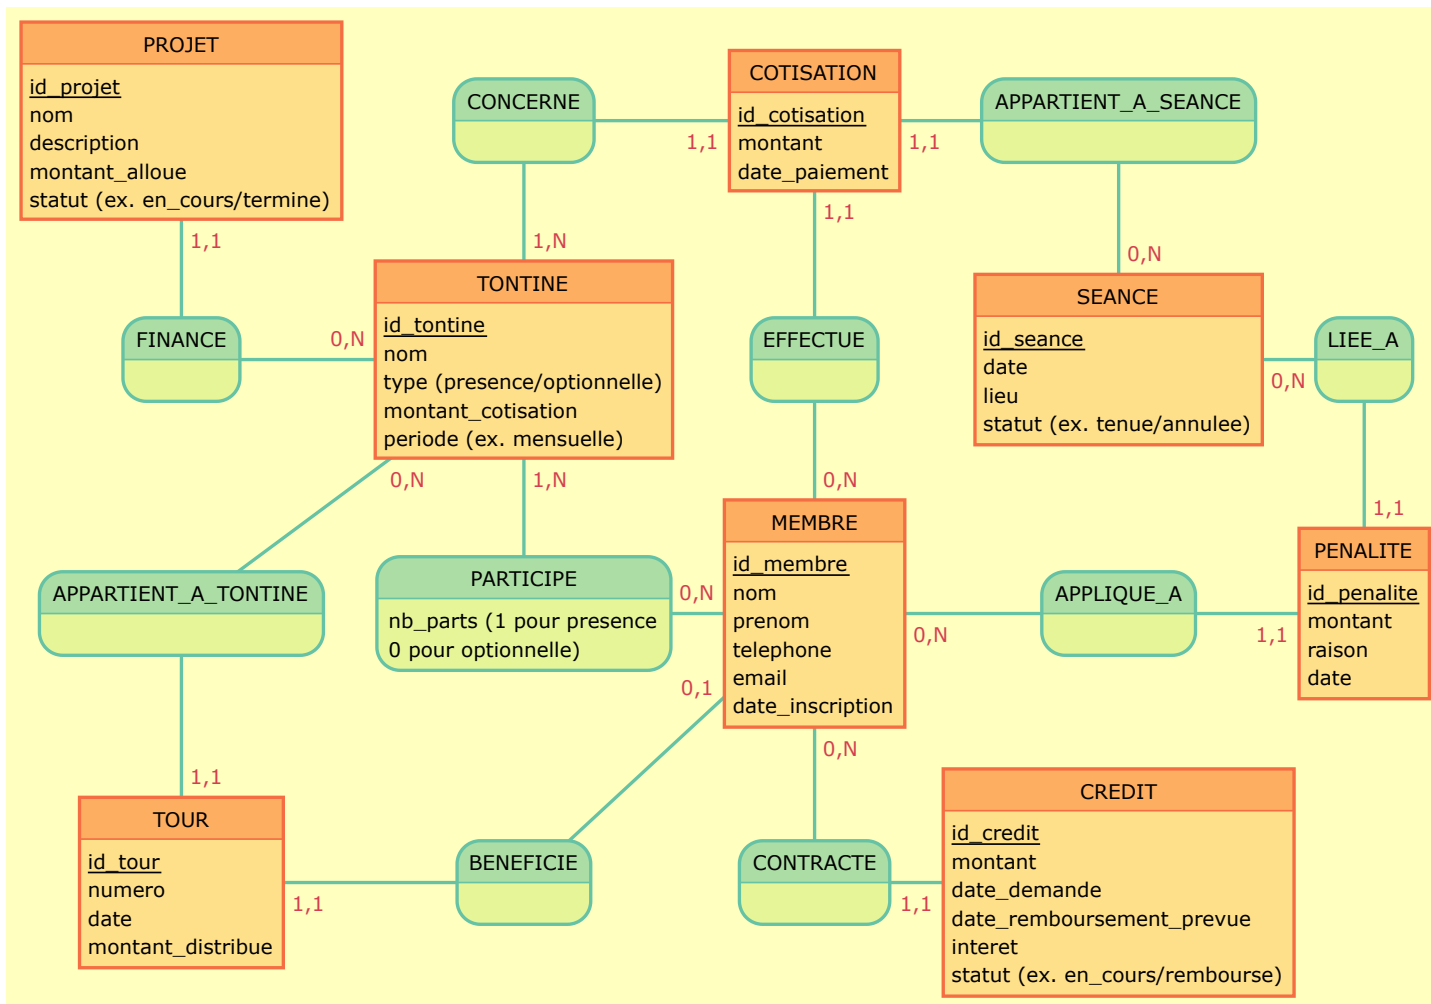 PROJET
id_projet
nom
description
montant_alloue
statut (ex. en_cours/termine)
1,1
CONCERNE
1,1
1,N
COTISATION
id_cotisation
montant
date_paiement
1,1
1,1
APPARTIENT_A_SEANCE
0,N
FINANCE
0,N
TONTINE
id_tontine
nom
type (presence/optionnelle)
montant_cotisation
periode (ex. mensuelle)
0,N
1,N
EFFECTUE
0,N
SEANCE
id_seance
date
lieu
statut (ex. tenue/annulee)
0,N
LIEE_A
1,1
APPARTIENT_A_TONTINE
1,1
PARTICIPE
nb_parts (1 pour presence
0 pour optionnelle)
0,N
0,1
MEMBRE
id_membre
nom
prenom
telephone
email
date_inscription
0,N
0,N
APPLIQUE_A
1,1
PENALITE
id_penalite
montant
raison
date
TOUR
id_tour
numero
date
montant_distribue
1,1
BENEFICIE
CONTRACTE
1,1
CREDIT
id_credit
montant
date_demande
date_remboursement_prevue
interet
statut (ex. en_cours/rembourse)